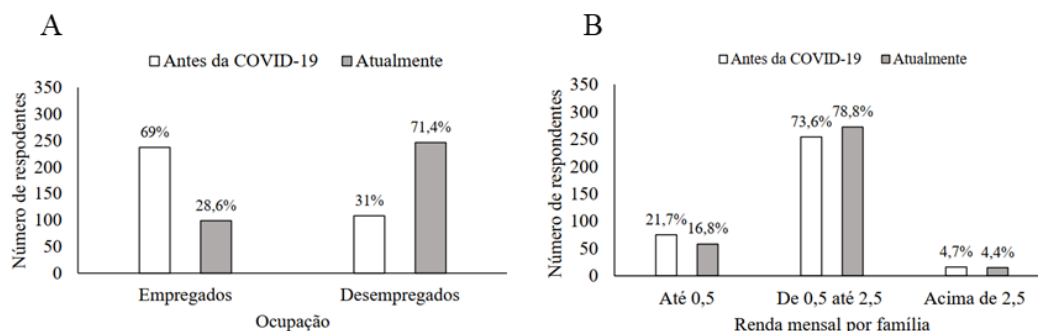 A
Antes da COVID-19 Atualmente
Número de respodentes
350
300
250
200
150
100
50
0
69%
28,6%
31%
71,4%
Empregados Desempregados
Ocupação
B
Antes da COVID-19 Atualmente
Número de respondentes
350
300
250
200
150
100
50
0
21,7%
16,8%
73,6%
78,8%
4,7%
4,4%
Até 0,5 De 0,5 até 2,5 Acima de 2,5
Renda mensal por família